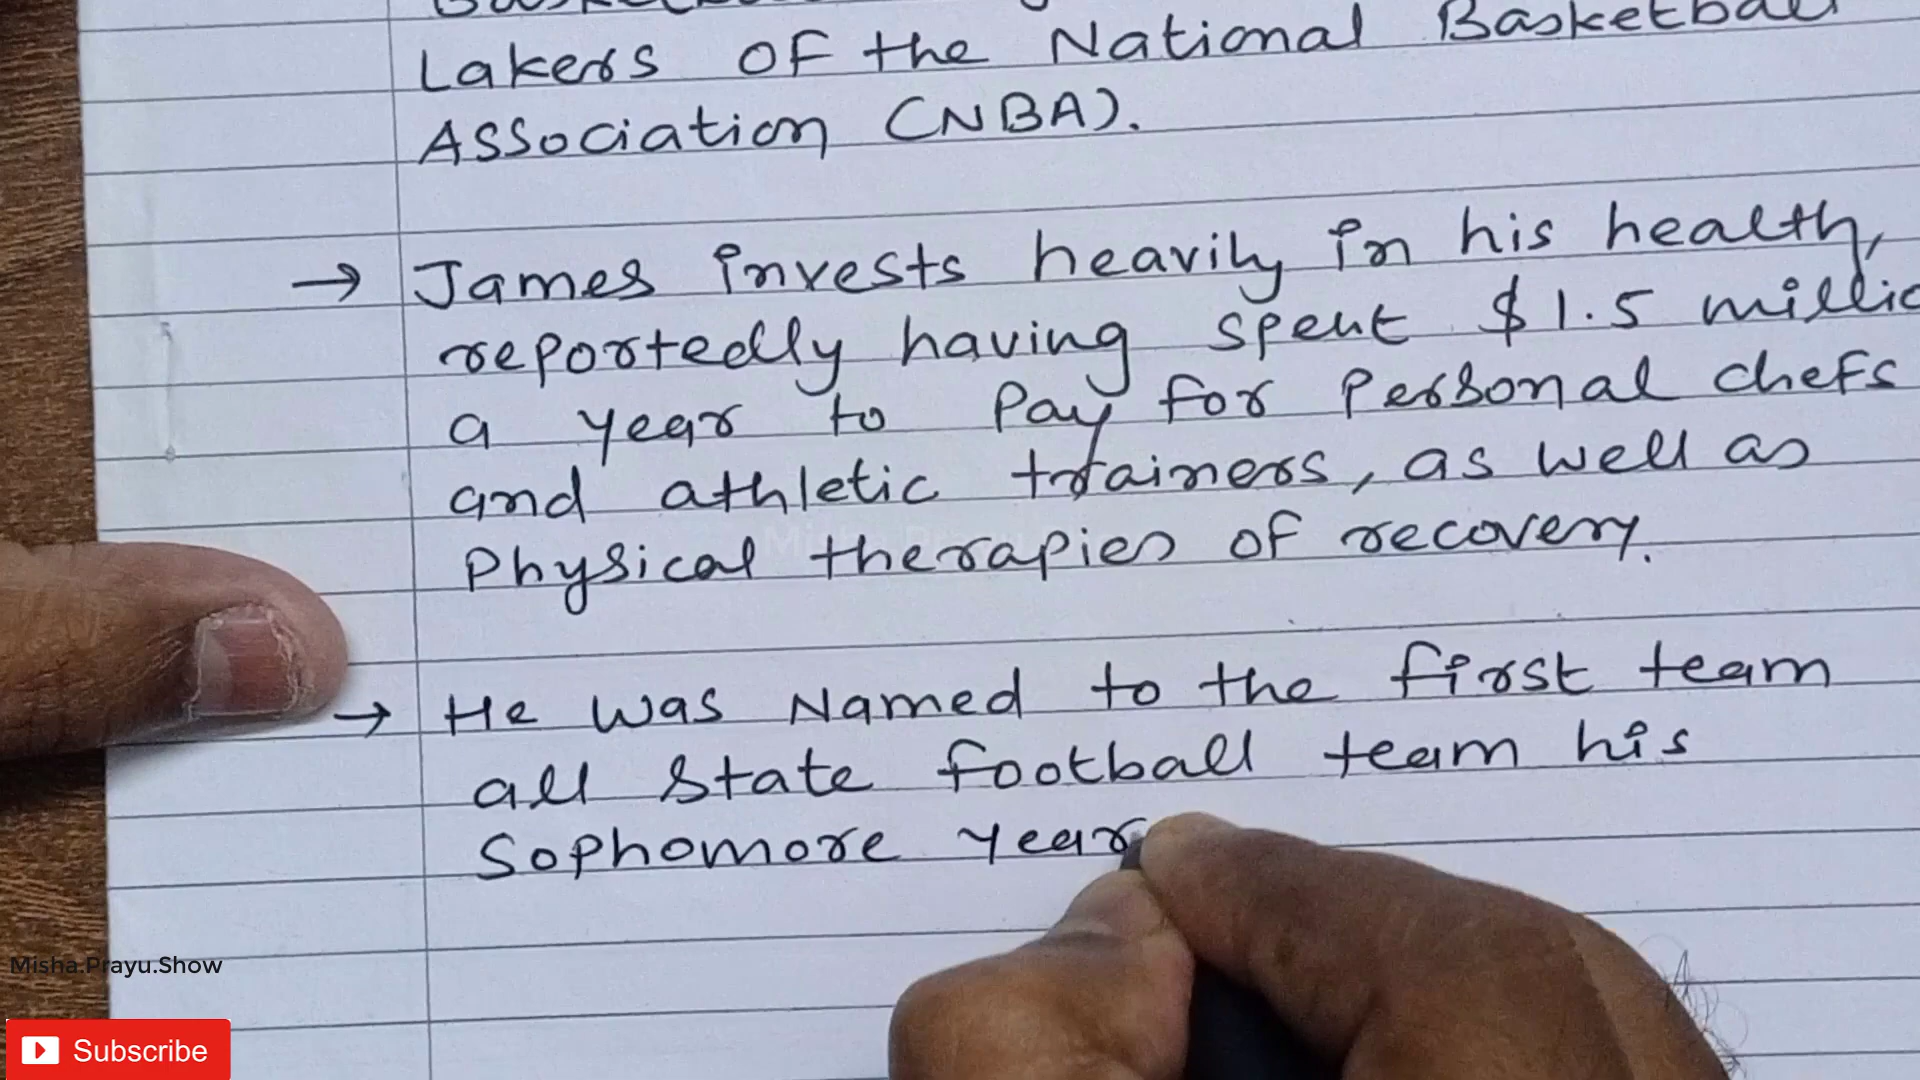 Lakers of the National Basketball
Association (NBA).
→ James invests heavily in his health,
reportedly having spent $1.5 millio
a year to Pay for Personal chefs
and athletic trainers, as well as
Physical therapies of recovery.
→ He was Named to the first team
all state football team his
Sophomore year
Misha.Prayu.Show
Subscribe